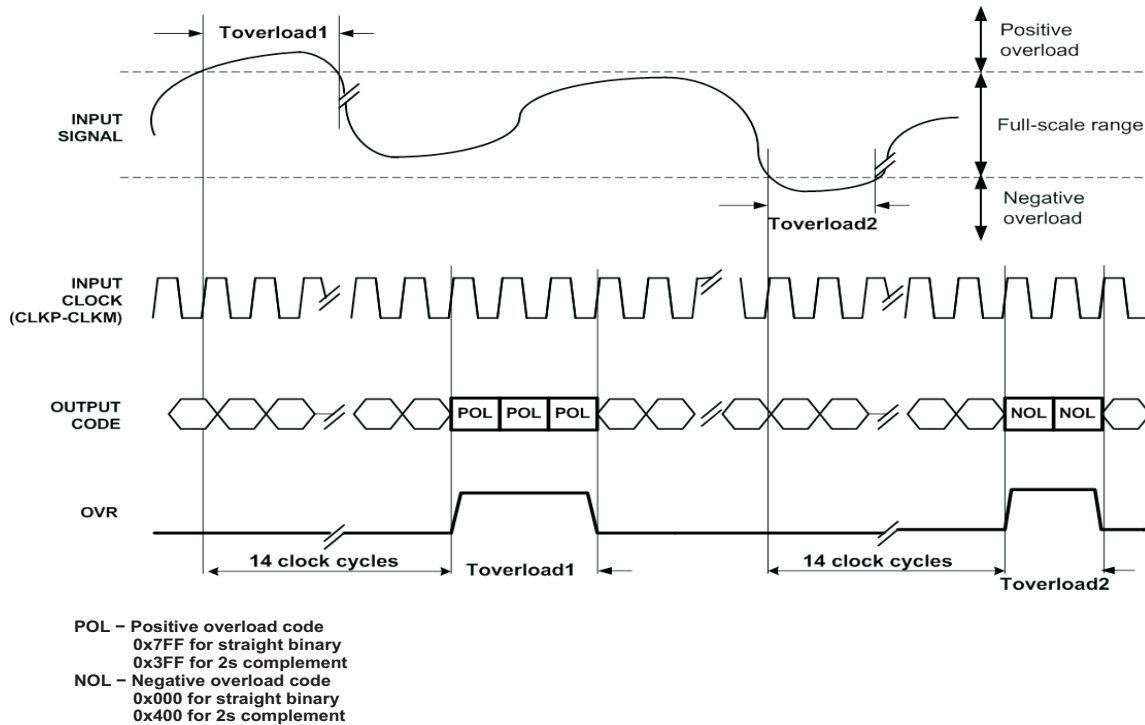 Toverload1
Positive
overload
INPUT
SIGNAL
Full-scale range
Negative
overload
Toverload2
INPUT
CLOCK
(CLKP-CLKM)
OUTPUT
CODE
POL POL POL
NOL NOL
OVR
14 clock cycles
Toverload1
14 clock cycles
Toverload2
POL − Positive overload code
0x7FF for straight binary
0x3FF for 2s complement
NOL − Negative overload code
0x000 for straight binary
0x400 for 2s complement